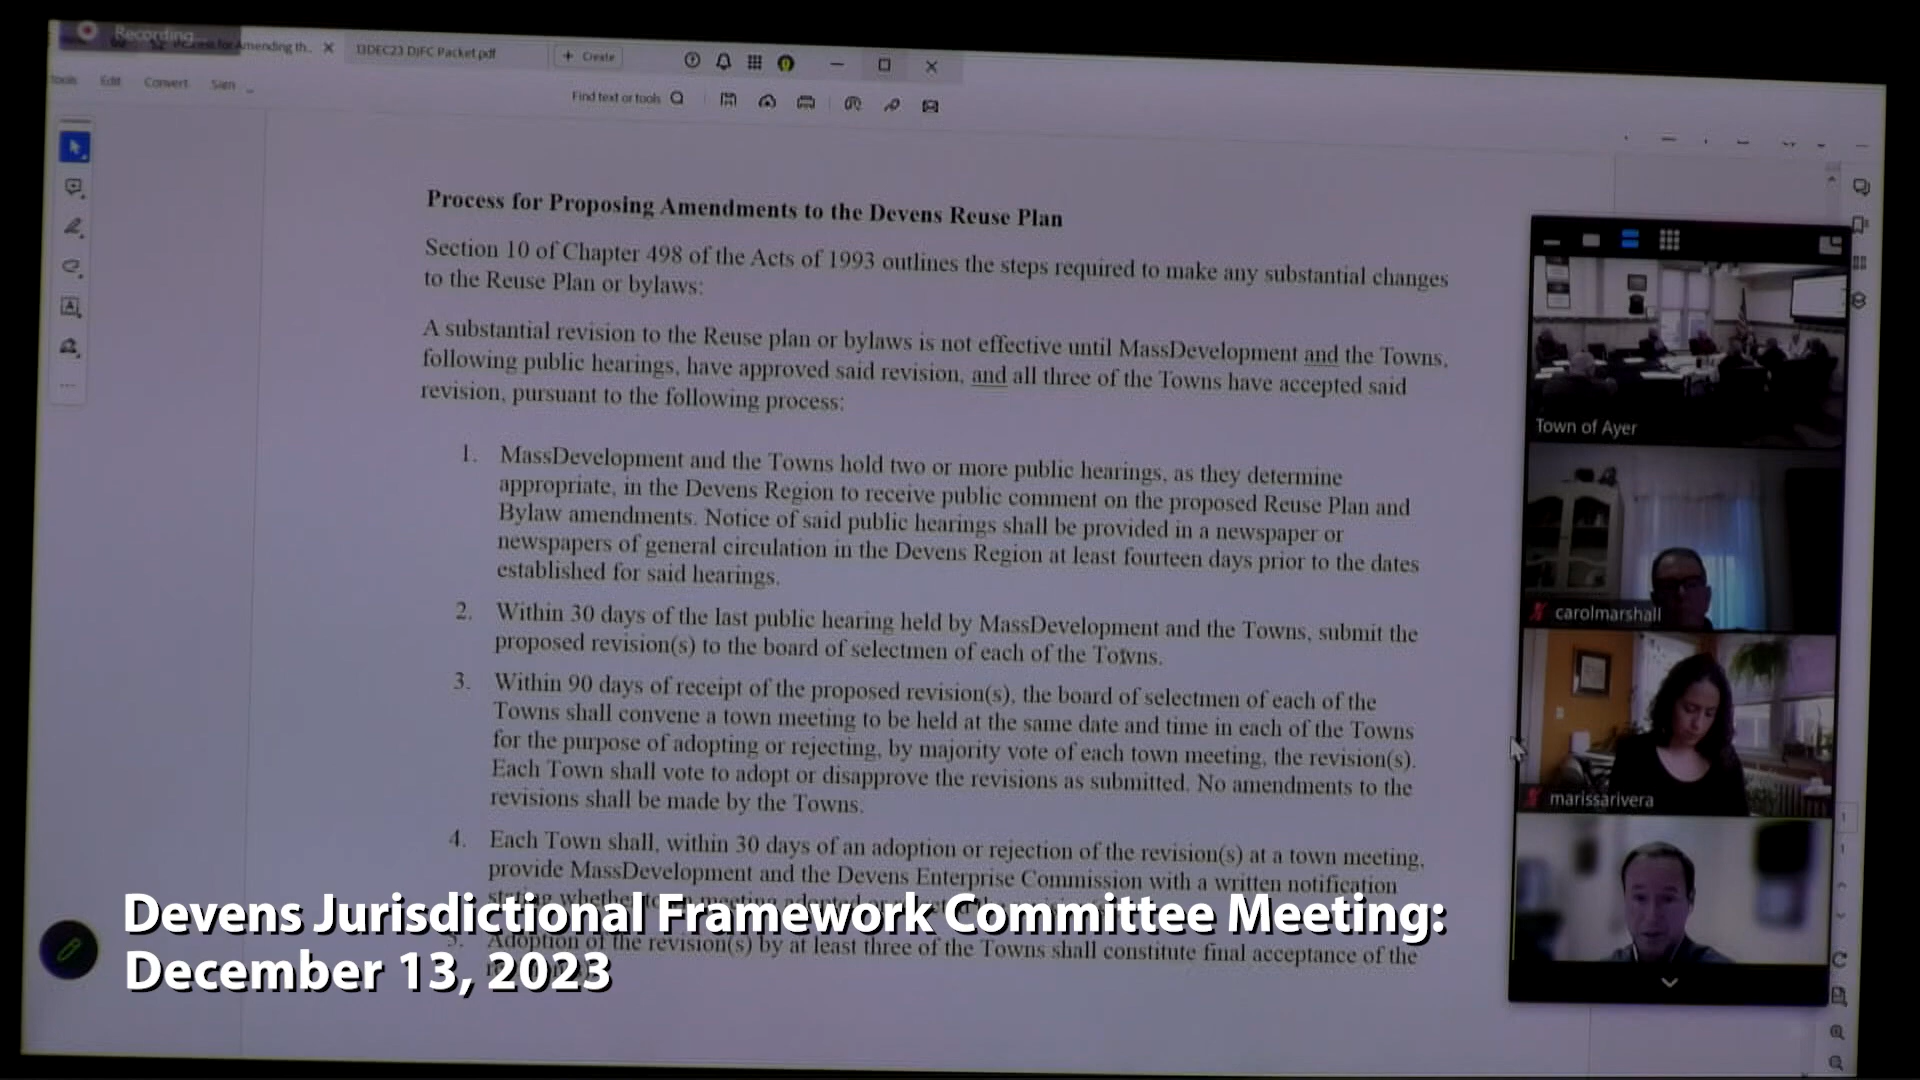 Recording...
Amending th..
13DEC23 DJFC Packet.pdf
Create
Edit
Convert
Sign
Find text or tools
Process for Proposing Amendments to the Devens Reuse Plan
Section 10 of Chapter 498 of the Acts of 1993 outlines the steps required to make any substantial changes
to the Reuse Plan or bylaws:
A substantial revision to the Reuse plan or bylaws is not effective until MassDevelopment and the Towns,
following public hearings, have approved said revision, and all three of the Towns have accepted said
revision, pursuant to the following process:
1. MassDevelopment and the Towns hold two or more public hearings, as they determine
appropriate, in the Devens Region to receive public comment on the proposed Reuse Plan and
Bylaw amendments. Notice of said public hearings shall be provided in a newspaper or
newspapers of general circulation in the Devens Region at least fourteen days prior to the dates
established for said hearings.
2. Within 30 days of the last public hearing held by MassDevelopment and the Towns, submit the
proposed revision(s) to the board of selectmen of each of the Towns.
3. Within 90 days of receipt of the proposed revision(s), the board of selectmen of each of the
Towns shall convene a town meeting to be held at the same date and time in each of the Towns
for the purpose of adopting or rejecting, by majority vote of each town meeting, the revision(s).
Each Town shall vote to adopt or disapprove the revisions as submitted. No amendments to the
revisions shall be made by the Towns.
4. Each Town shall, within 30 days of an adoption or rejection of the revision(s) at a town meeting,
provide MassDevelopment and the Devens Enterprise Commission with a written notification
5. Adoption of the revision(s) by at least three of the Towns shall constitute final acceptance of the
Town of Ayer
carolmarshall
marissarivera
Devens Jurisdictional Framework Committee Meeting:
December 13, 2023